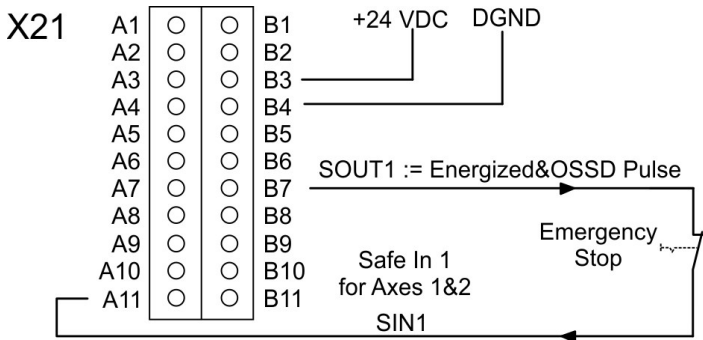 X21
+24 VDC DGND
A1 B1
A2 B2
A3 B3
A4 B4
A5 B5
A6 B6
A7 B7
SOUT1 := Energized&OSSD Pulse
A8 B8
A9 B9
A10 B10
A11 B11
Emergency
Stop
Safe In 1
for Axes 1&2
SIN1